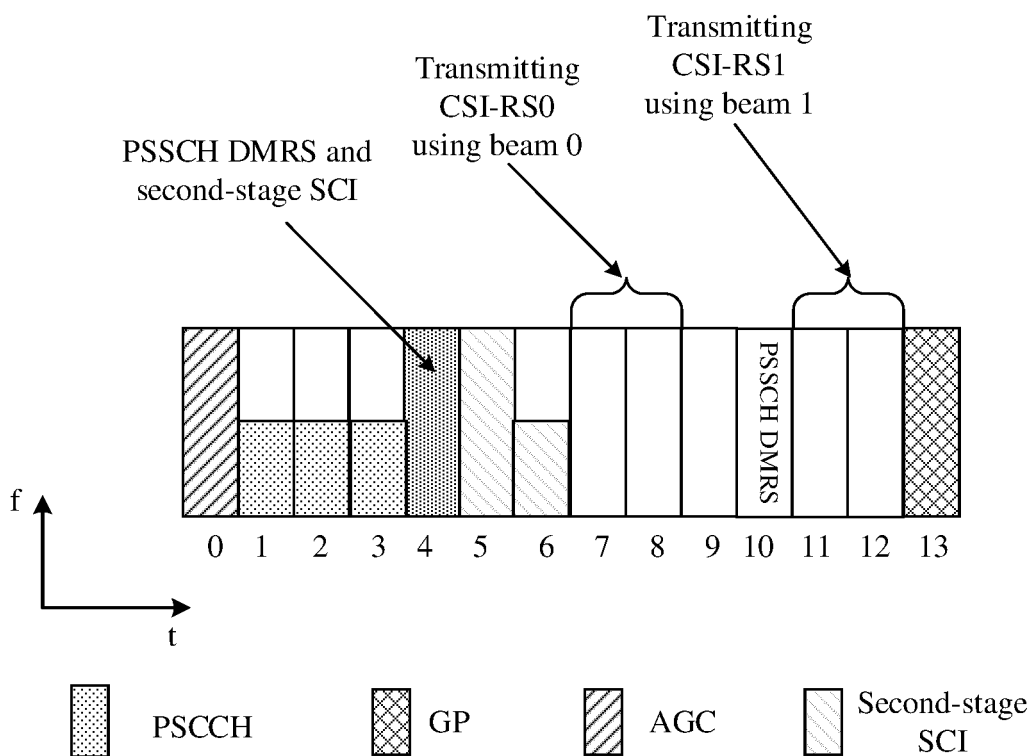 Transmitting
CSI-RS1
using beam 1
Transmitting
CSI-RS0
using beam 0
PSSCH DMRS and
second-stage SCI
PSSCH DMRS
f
0 1 2 3 4 5 6 7 8 9 10 11 12 13
t
PSCCH
GP
AGC
Second-stage
SCI